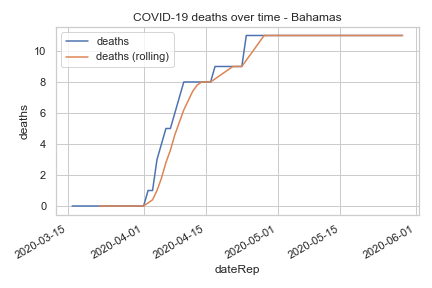 COVID-19 deaths over time - Bahamas
deaths
deaths (rolling)
10
8
6
4
2
0
deaths
2020-03-15
2020-04-01
2020-04-15
2020-05-01
2020-05-15
2020-06-01
dateRep